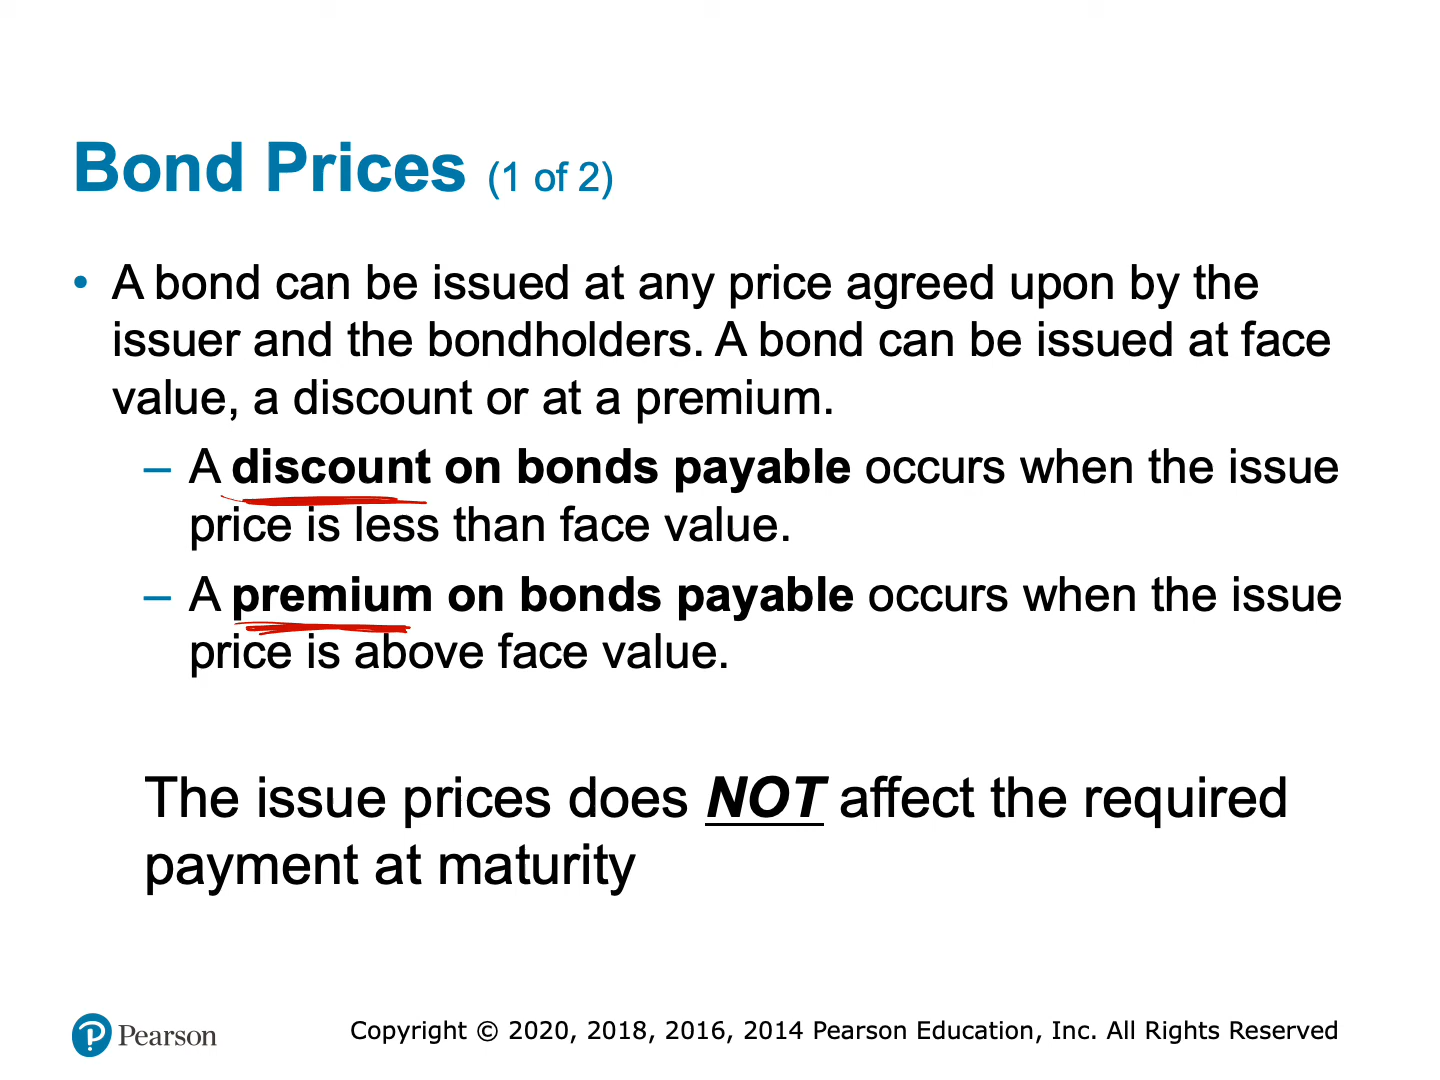 Bond Prices (1 of 2)
• A bond can be issued at any price agreed upon by the
issuer and the bondholders. A bond can be issued at face
value, a discount or at a premium.
– A discount on bonds payable occurs when the issue
price is less than face value.
– A premium on bonds payable occurs when the issue
price is above face value.
The issue prices does NOT affect the required
payment at maturity
Pearson
Copyright © 2020, 2018, 2016, 2014 Pearson Education, Inc. All Rights Reserved